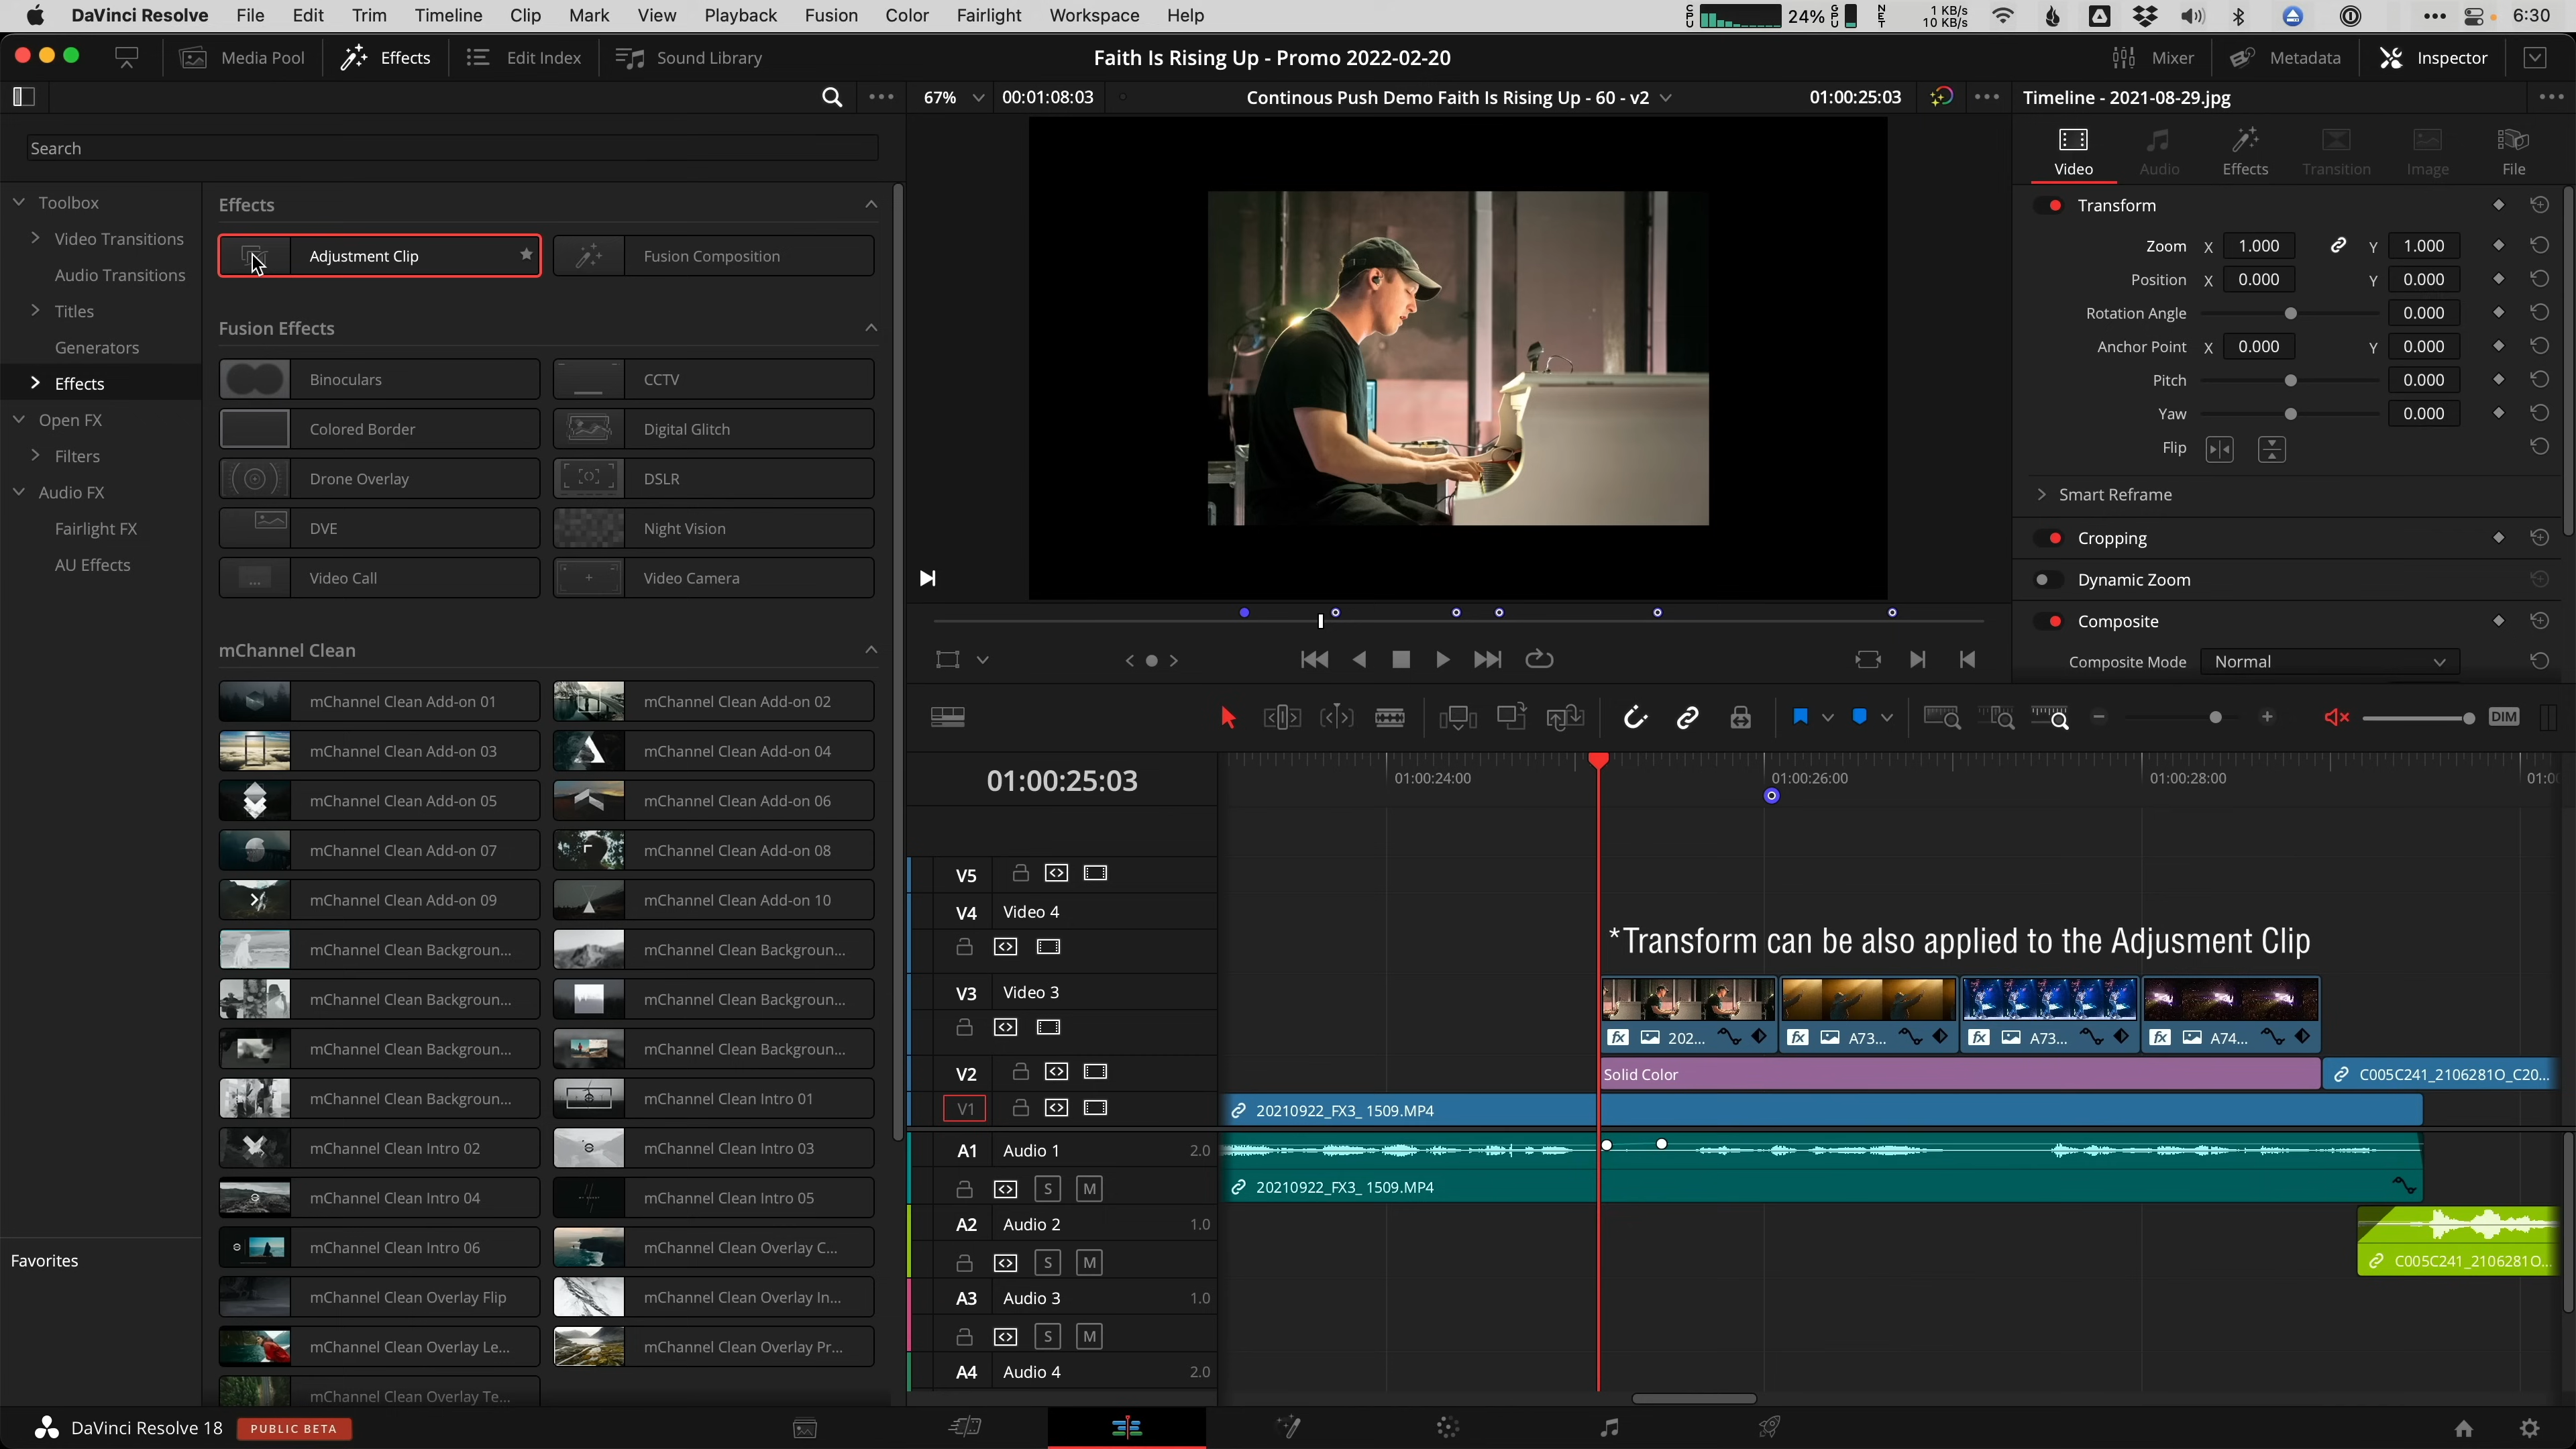 DaVinci Resolve File Edit Trim Timeline Clip Mark View Playback Fusion Color Fairlight Workspace Help CPU 24% GPU NET 1 KB/s 10 KB/s 6:30
Media Pool Effects Edit Index Sound Library Faith Is Rising Up - Promo 2022-02-20 Mixer Metadata Inspector
67% 00:01:08:03 Continous Push Demo Faith Is Rising Up - 60 - v2 01:00:25:03 Timeline - 2021-08-29.jpg
Search
Video Audio Effects Transition Image File
Toolbox
Video Transitions
Audio Transitions
Titles
Generators
Effects
Open FX
Filters
Audio FX
Fairlight FX
AU Effects
Favorites
Effects
Adjustment Clip Fusion Composition
Fusion Effects
Binoculars CCTV
Colored Border Digital Glitch
Drone Overlay DSLR
DVE Night Vision
Video Call Video Camera
mChannel Clean
mChannel Clean Add-on 01 mChannel Clean Add-on 02
mChannel Clean Add-on 03 mChannel Clean Add-on 04
mChannel Clean Add-on 05 mChannel Clean Add-on 06
mChannel Clean Add-on 07 mChannel Clean Add-on 08
mChannel Clean Add-on 09 mChannel Clean Add-on 10
mChannel Clean Backgroun... mChannel Clean Backgroun...
mChannel Clean Backgroun... mChannel Clean Backgroun...
mChannel Clean Backgroun... mChannel Clean Backgroun...
mChannel Clean Backgroun... mChannel Clean Intro 01
mChannel Clean Intro 02 mChannel Clean Intro 03
mChannel Clean Intro 04 mChannel Clean Intro 05
mChannel Clean Intro 06 mChannel Clean Overlay C...
mChannel Clean Overlay Flip mChannel Clean Overlay In...
mChannel Clean Overlay Le... mChannel Clean Overlay Pr...
mChannel Clean Overlay Te...
Transform
Zoom X 1.000 Y 1.000
Position X 0.000 Y 0.000
Rotation Angle 0.000
Anchor Point X 0.000 Y 0.000
Pitch 0.000
Yaw 0.000
Flip
Smart Reframe
Cropping
Dynamic Zoom
Composite
Composite Mode Normal
DIM
01:00:25:03 01:00:24:00 01:00:26:00 01:00:28:00 01:0
V5
V4 Video 4
*Transform can be also applied to the Adjusment Clip
V3 Video 3
fx 202... fx A73... fx A73... fx A74...
V2 Solid Color C005C241_2106281O_C20...
V1 20210922_FX3_ 1509.MP4
A1 Audio 1 2.0
S M 20210922_FX3_ 1509.MP4
A2 Audio 2 1.0
S M C005C241_2106281O...
A3 Audio 3 1.0
S M
A4 Audio 4 2.0
DaVinci Resolve 18 PUBLIC BETA